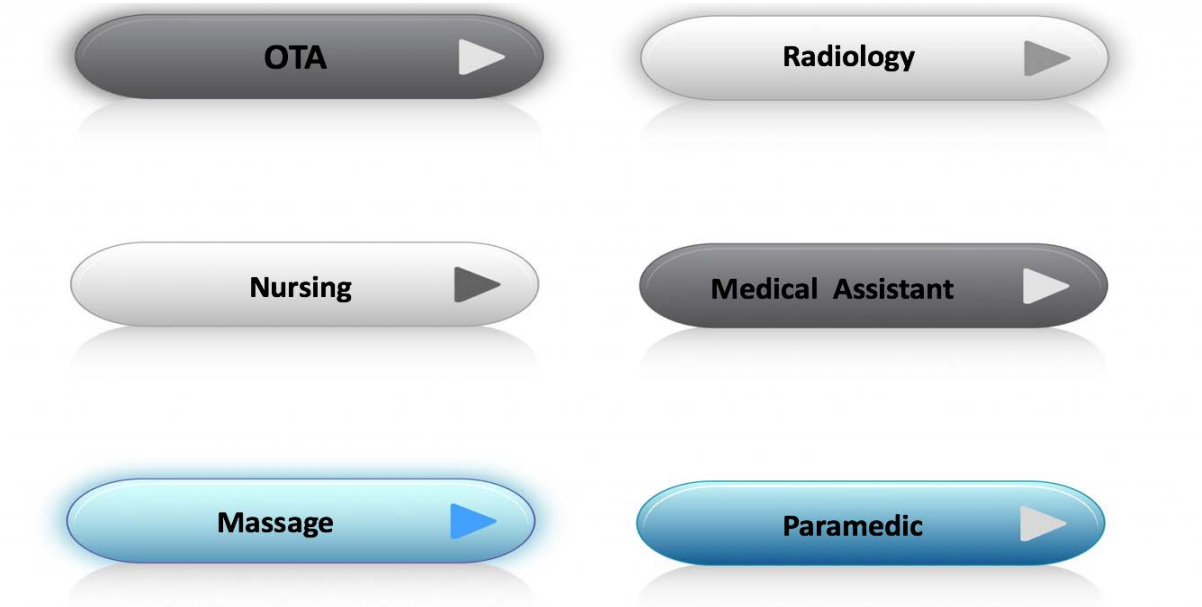 OTA
Radiology
Nursing
Medical Assistant
Massage
Paramedic